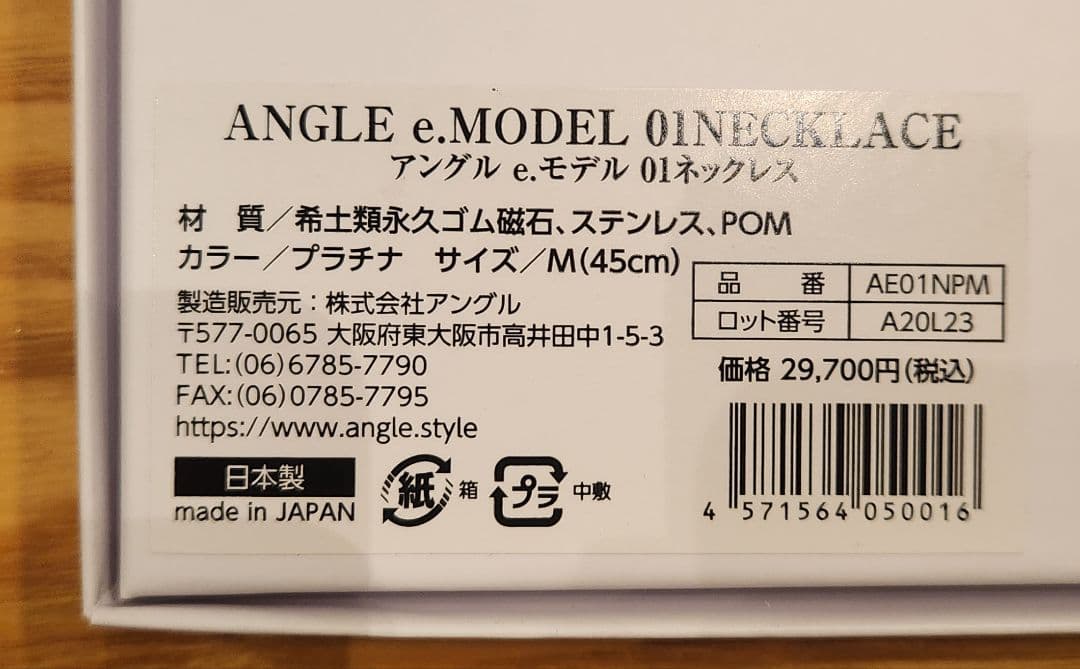 ANGLE e.MODEL 01NECKLACE
アングル e.モデル 01ネックレス
材　質／希土類永久ゴム磁石、ステンレス、POM
カラー／プラチナ　サイズ／M(45cm)
製造販売元：株式会社アングル
〒577-0065 大阪府東大阪市高井田中1-5-3
TEL:(06)6785-7790
FAX:(06)0785-7795
https://www.angle.style
日本製
made in JAPAN
紙 箱
プラ 中敷
品　番 AE01NPM
ロット番号 A20L23
価格 29,700円(税込)
4 571564 050016